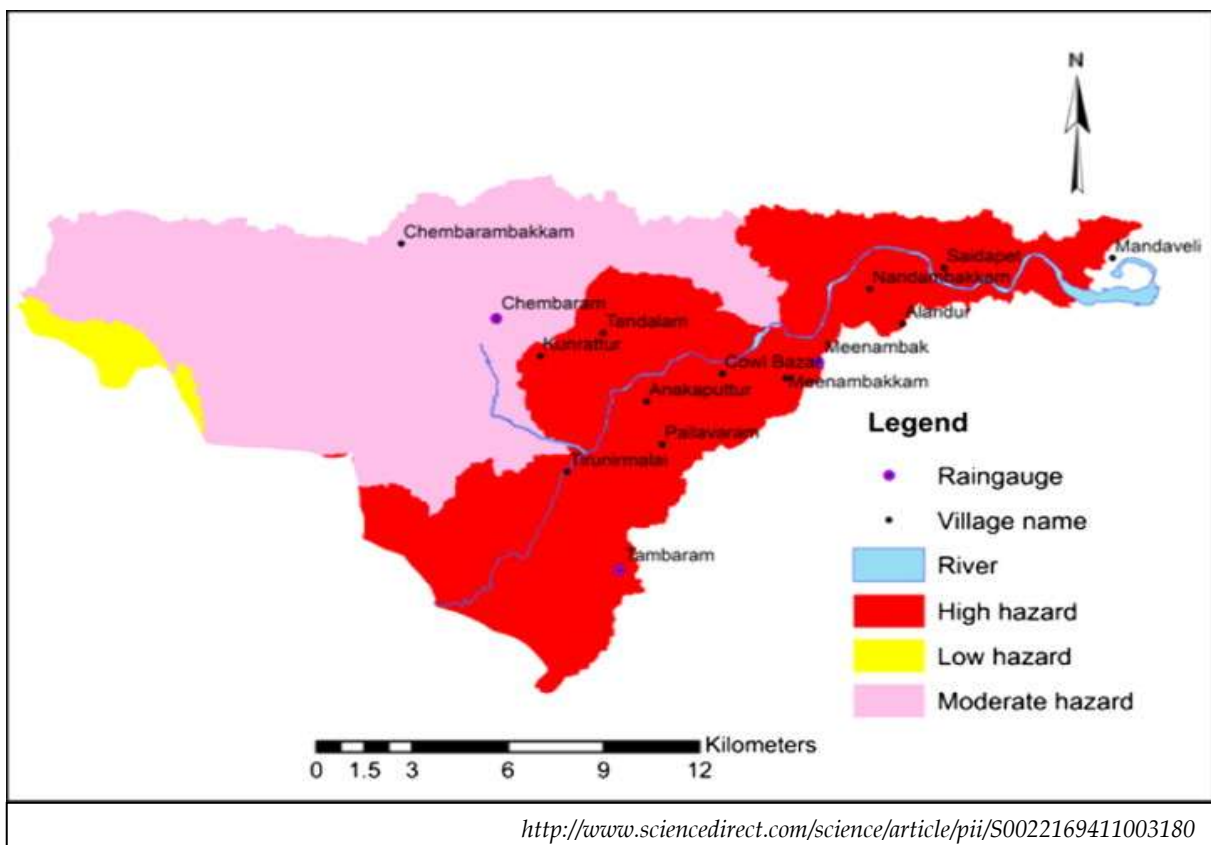 N
Chembarambakkam
Saidapet
Mandaveli
Nandambakkam
Chembaram
Alandur
Tandalam
Kunrattur
Meenambak
Cowl Bazar
Meenambakkam
Anakaputtur
Pallavaram
Tirunirmalai
Tambaram
Legend
Raingauge
Village name
River
High hazard
Low hazard
Moderate hazard
Kilometers
0 1.5 3 6 9 12
http://www.sciencedirect.com/science/article/pii/S0022169411003180